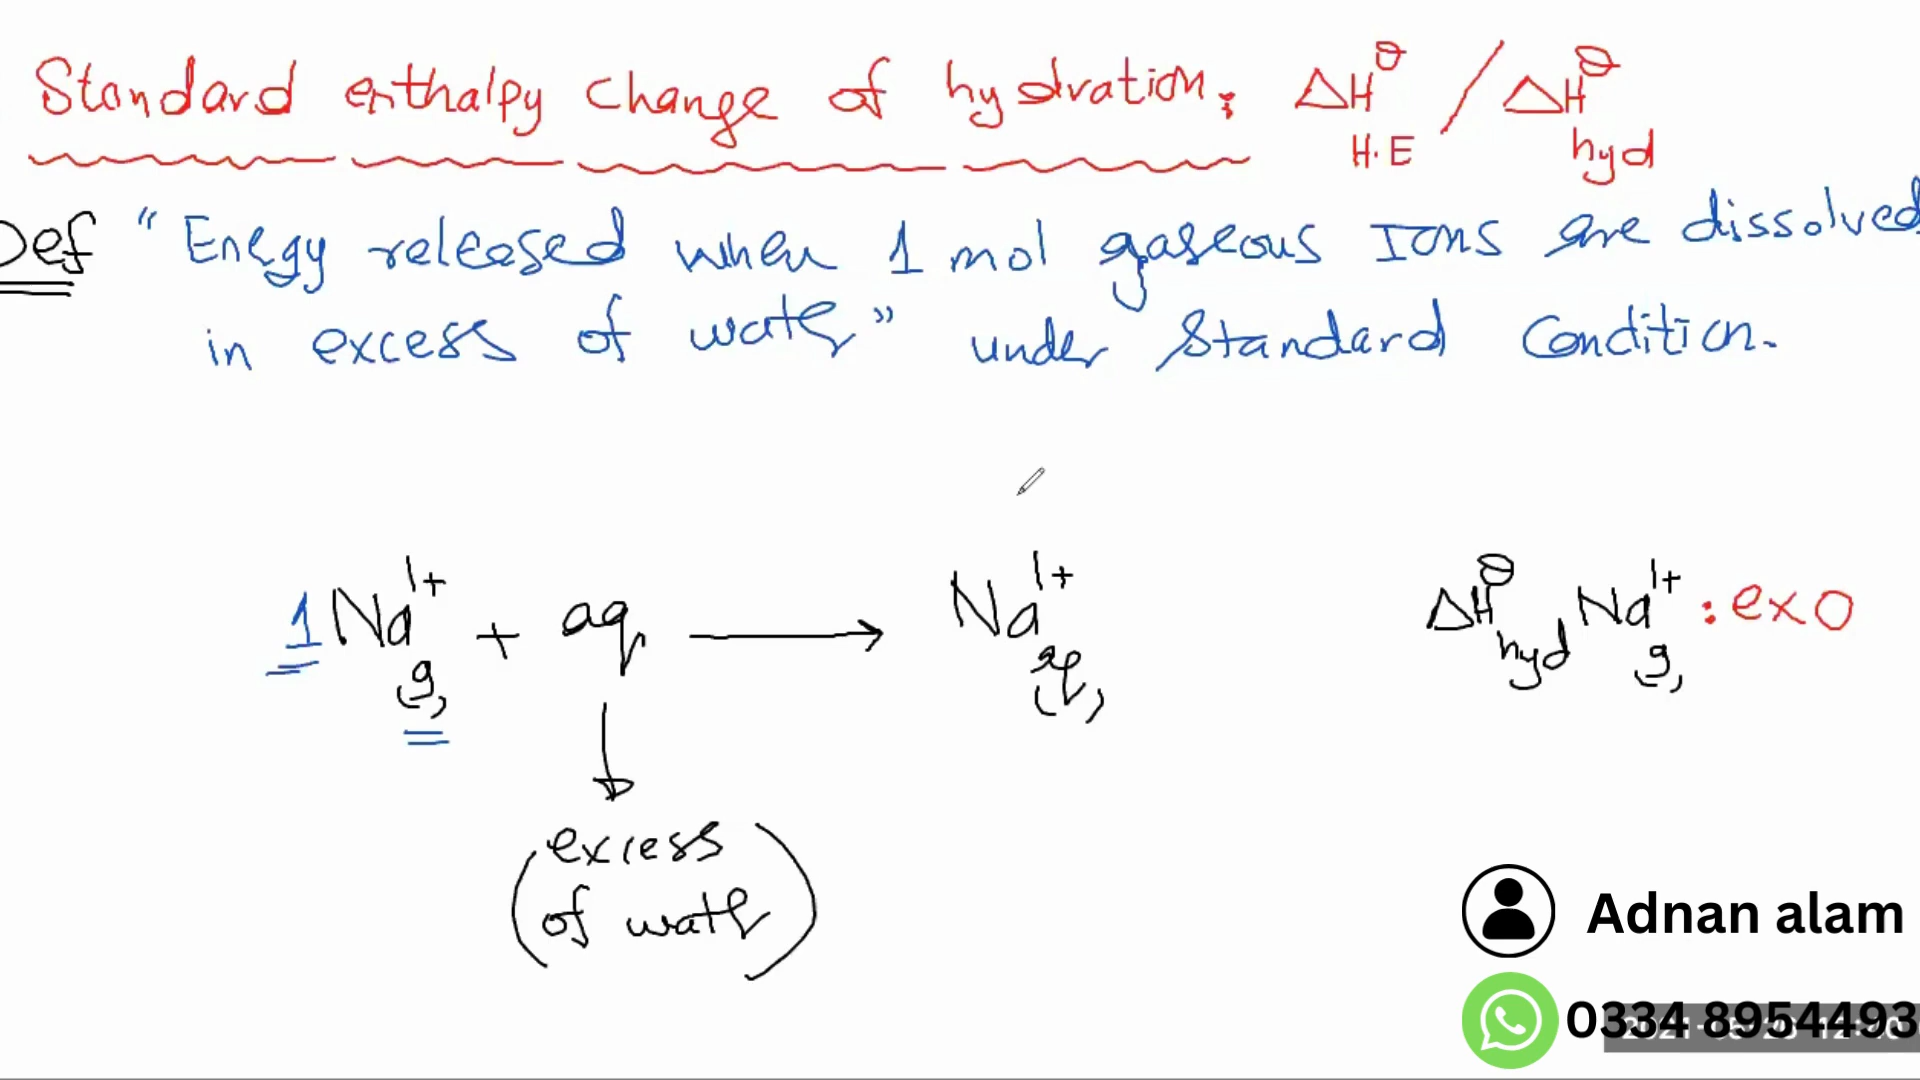 Standard enthalpy change of hydration: ΔH⦵ H.E / ΔH⦵ hyd
Def “Energy released when 1 mol gaseous Ions are dissolved
in excess of water” under Standard Condition.
1Na1+(g) + aq → Na1+(aq)
ΔH⦵hyd Na1+(g) : exo
(excess
of water)
Adnan alam
0334 8954493